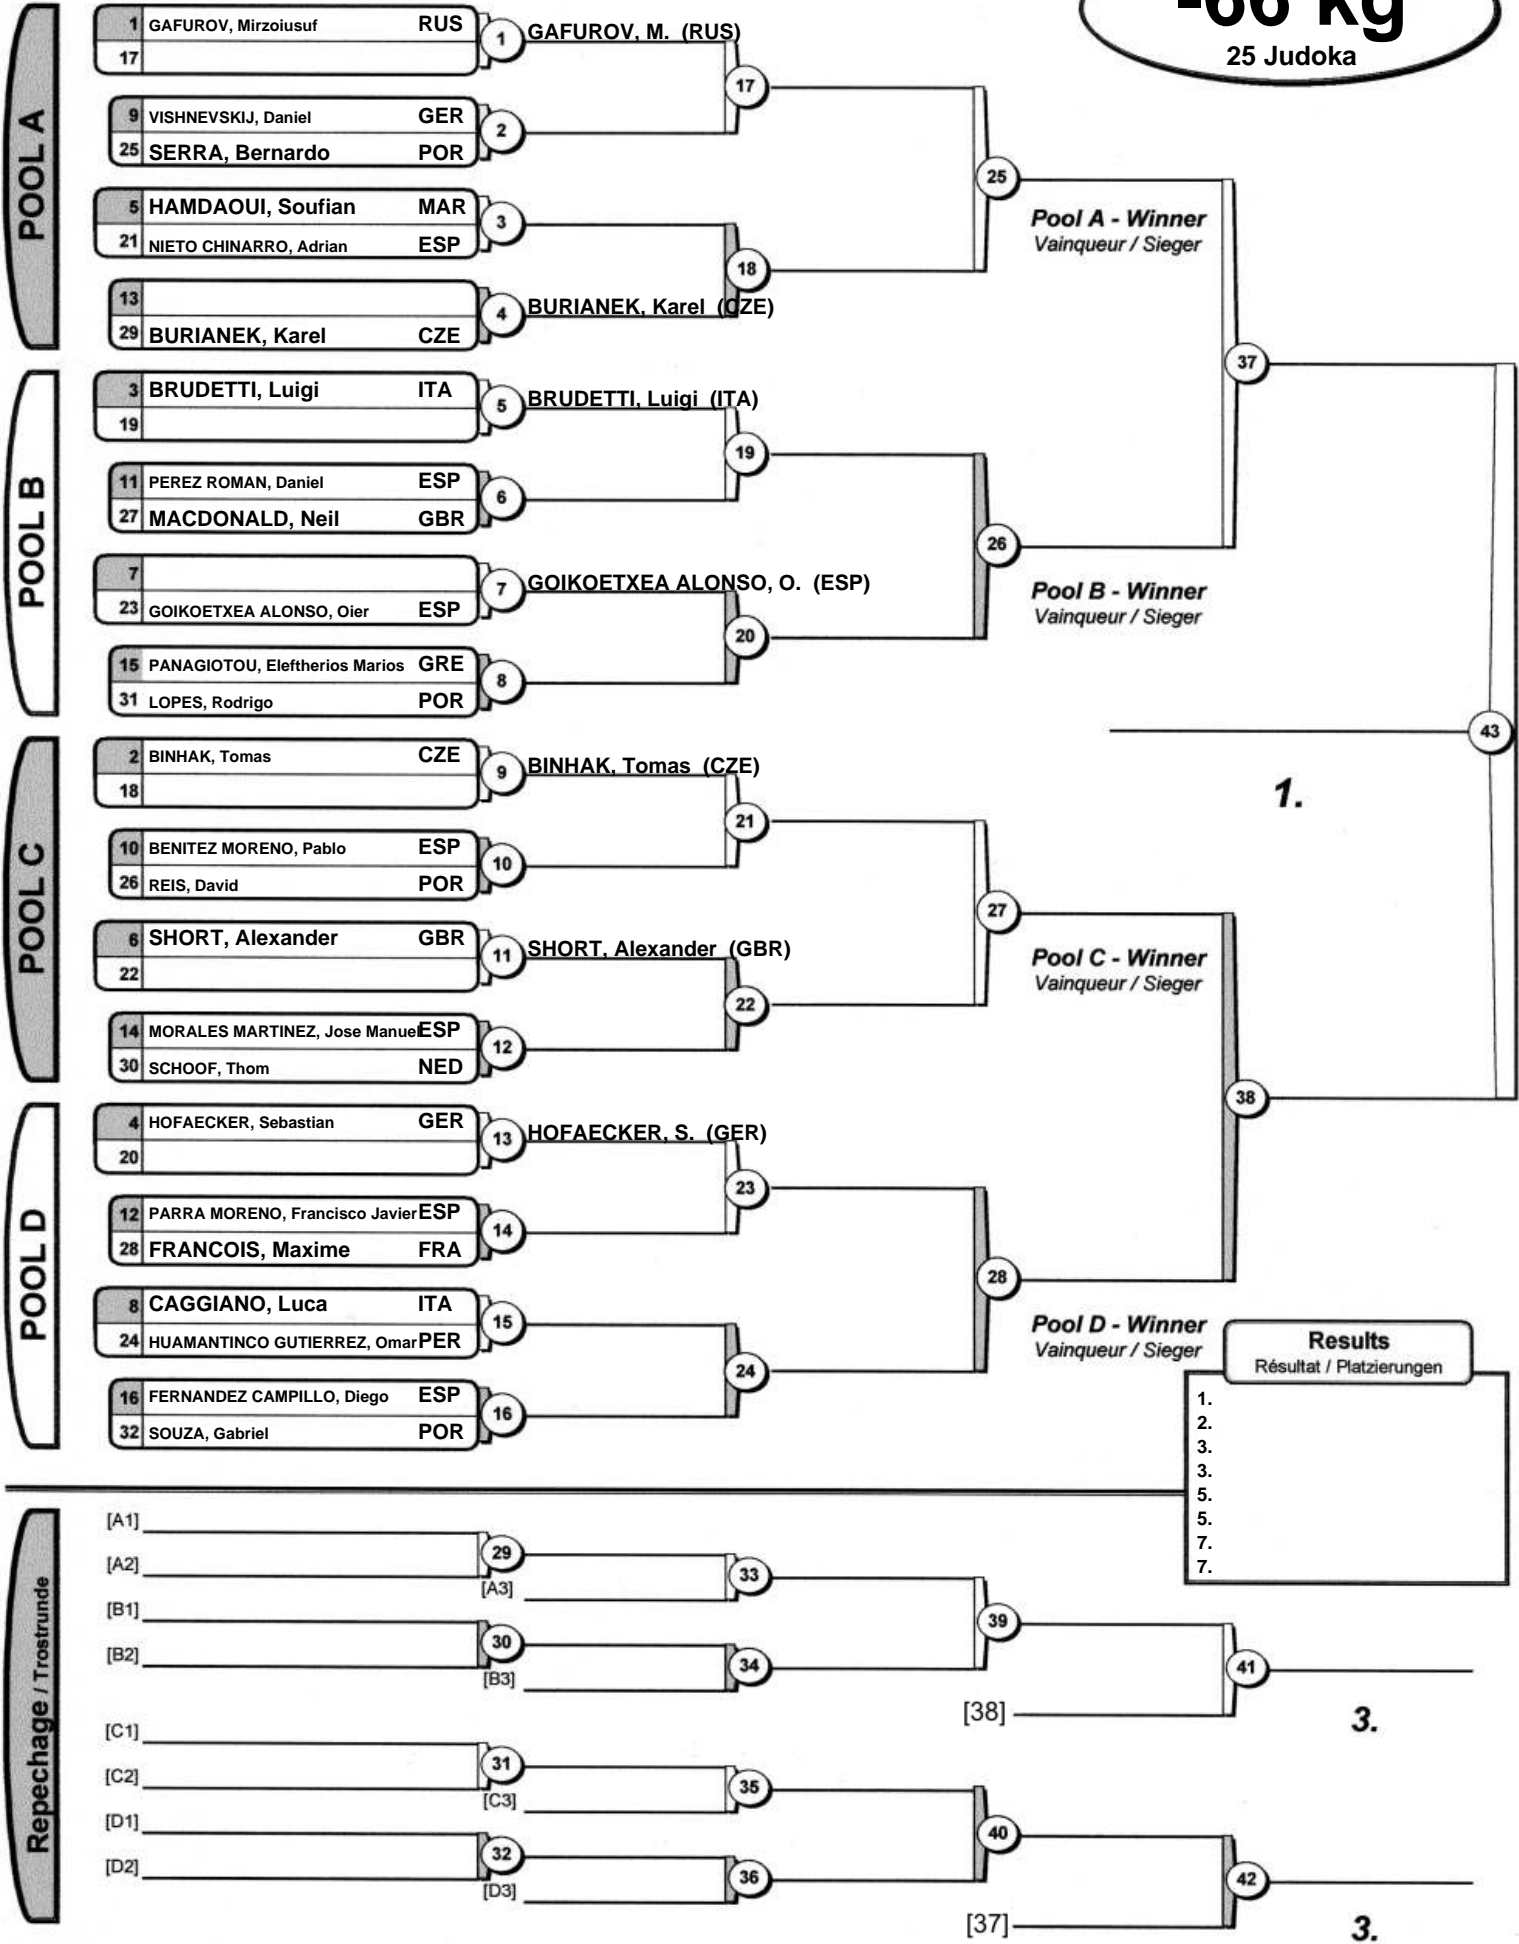 -66 kg
25 Judoka
POOL A
1 GAFUROV, Mirzoiusuf RUS
17
1 GAFUROV, M. (RUS)
17
9 VISHNEVSKIJ, Daniel GER
25 SERRA, Bernardo POR
2
25
5 HAMDAOUI, Soufian MAR
21 NIETO CHINARRO, Adrian ESP
3
Pool A - Winner
Vainqueur / Sieger
18
13
29 BURIANEK, Karel CZE
4 BURIANEK, Karel (CZE)
37
POOL B
3 BRUDETTI, Luigi ITA
19
5 BRUDETTI, Luigi (ITA)
19
11 PEREZ ROMAN, Daniel ESP
27 MACDONALD, Neil GBR
6
26
7
23 GOIKOETXEA ALONSO, Oier ESP
7 GOIKOETXEA ALONSO, O. (ESP)
Pool B - Winner
Vainqueur / Sieger
20
15 PANAGIOTOU, Eleftherios Marios GRE
31 LOPES, Rodrigo POR
8
43
1.
POOL C
2 BINHAK, Tomas CZE
18
9 BINHAK, Tomas (CZE)
21
10 BENITEZ MORENO, Pablo ESP
26 REIS, David POR
10
27
6 SHORT, Alexander GBR
22
11 SHORT, Alexander (GBR)
Pool C - Winner
Vainqueur / Sieger
22
14 MORALES MARTINEZ, Jose Manuel ESP
30 SCHOOF, Thom NED
12
38
POOL D
4 HOFAECKER, Sebastian GER
20
13 HOFAECKER, S. (GER)
23
12 PARRA MORENO, Francisco Javier ESP
28 FRANCOIS, Maxime FRA
14
28
8 CAGGIANO, Luca ITA
24 HUAMANTINCO GUTIERREZ, Omar PER
15
Pool D - Winner
Vainqueur / Sieger
24
16 FERNANDEZ CAMPILLO, Diego ESP
32 SOUZA, Gabriel POR
16
Results
Résultat / Platzierungen
1.
2.
3.
3.
5.
5.
7.
7.
Repechage / Trostrunde
[A1]
[A2]
29
[A3]
33
[B1]
[B2]
30
[B3]
34
39
[38]
41
3.
[C1]
[C2]
31
[C3]
35
[D1]
[D2]
32
[D3]
36
40
[37]
42
3.